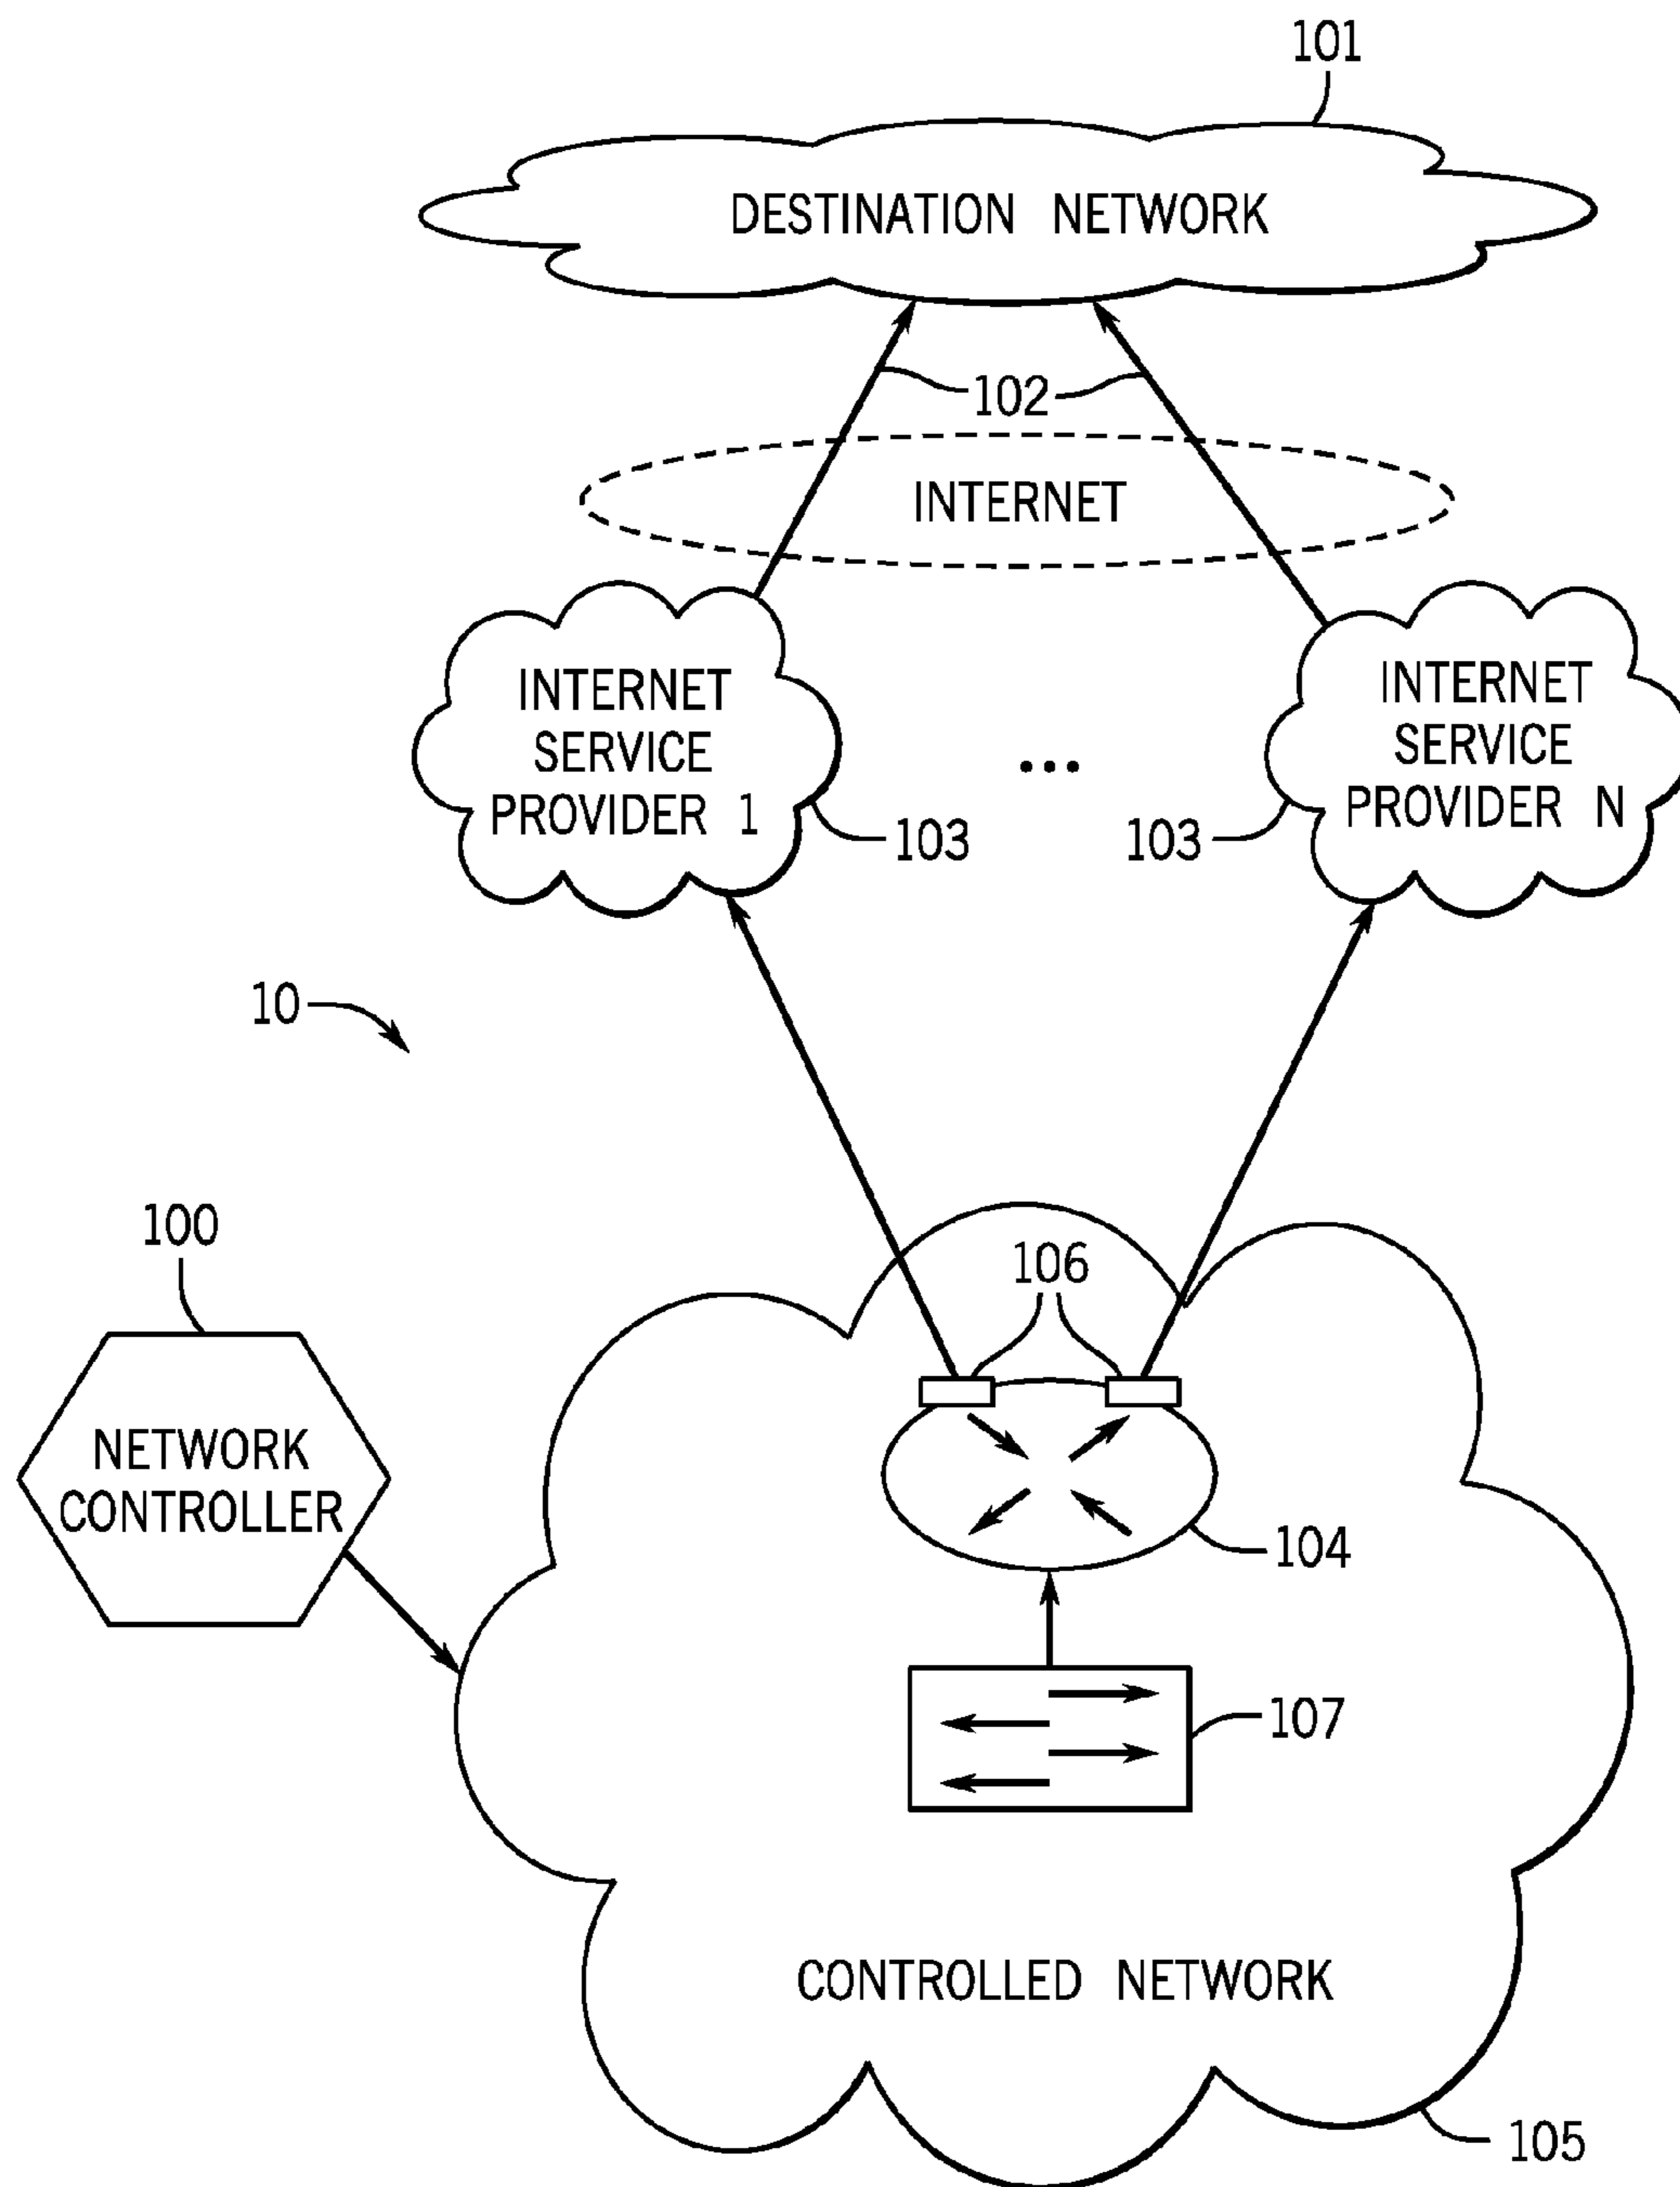 101
DESTINATION NETWORK
102
INTERNET
INTERNET
SERVICE
PROVIDER 1
103
...
INTERNET
SERVICE
PROVIDER N
103
10
100
NETWORK
CONTROLLER
106
104
107
CONTROLLED NETWORK
105